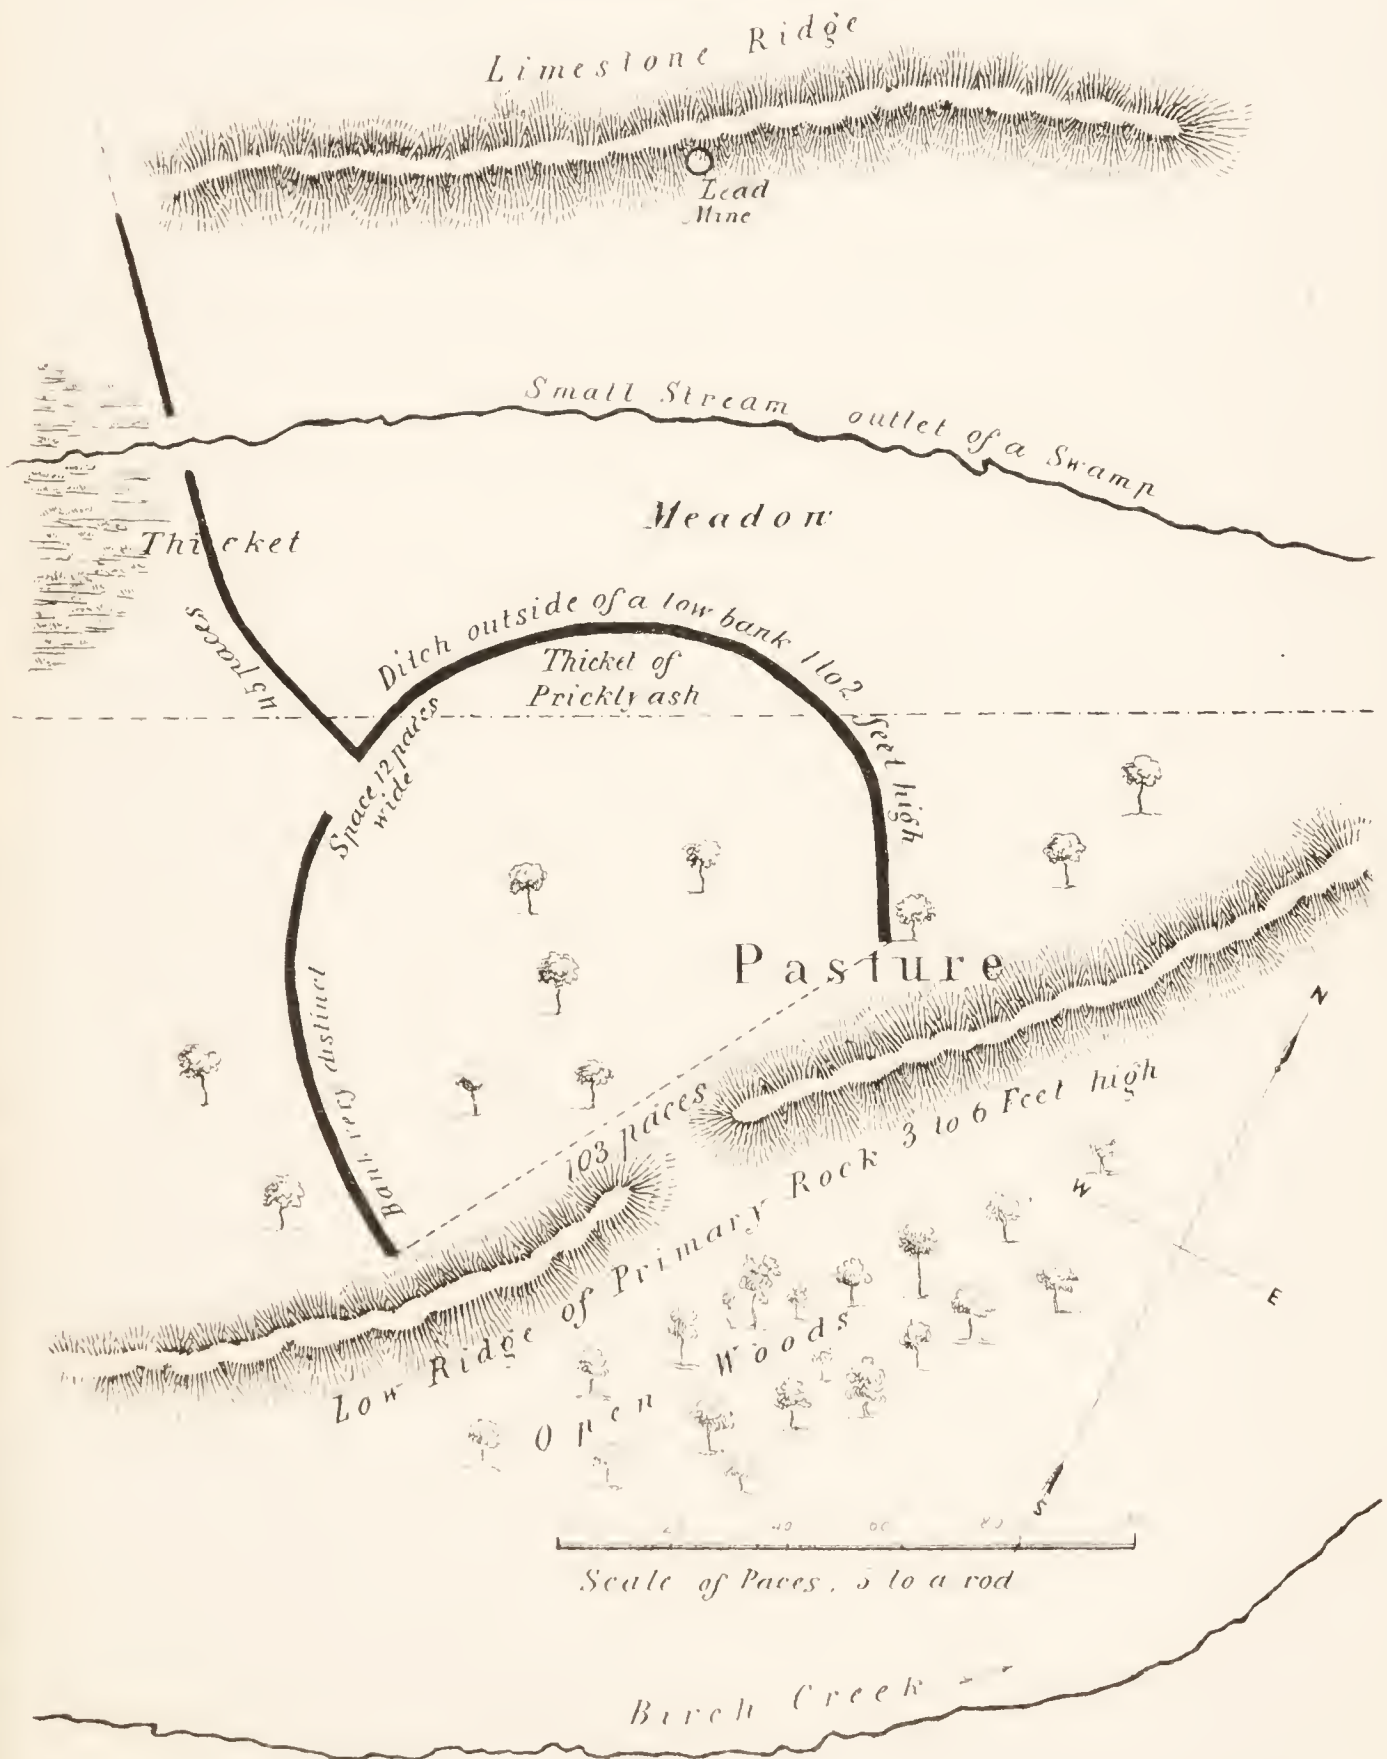 Limestone Ridge
Lead
Mine
Small Stream outlet of a Swamp
Meadow
Thicket
45 paces
Ditch outside of a low bank 1 to 2 feet high
Thicket of
Prickly ash
Space 12 paces
wide
Pasture
Bank very distinct
103 paces
N
Low Ridge of Primary Rock 3 to 6 Feet high
W
E
Open Woods
S
Scale of Paces, 5 to a rod
Birch Creek